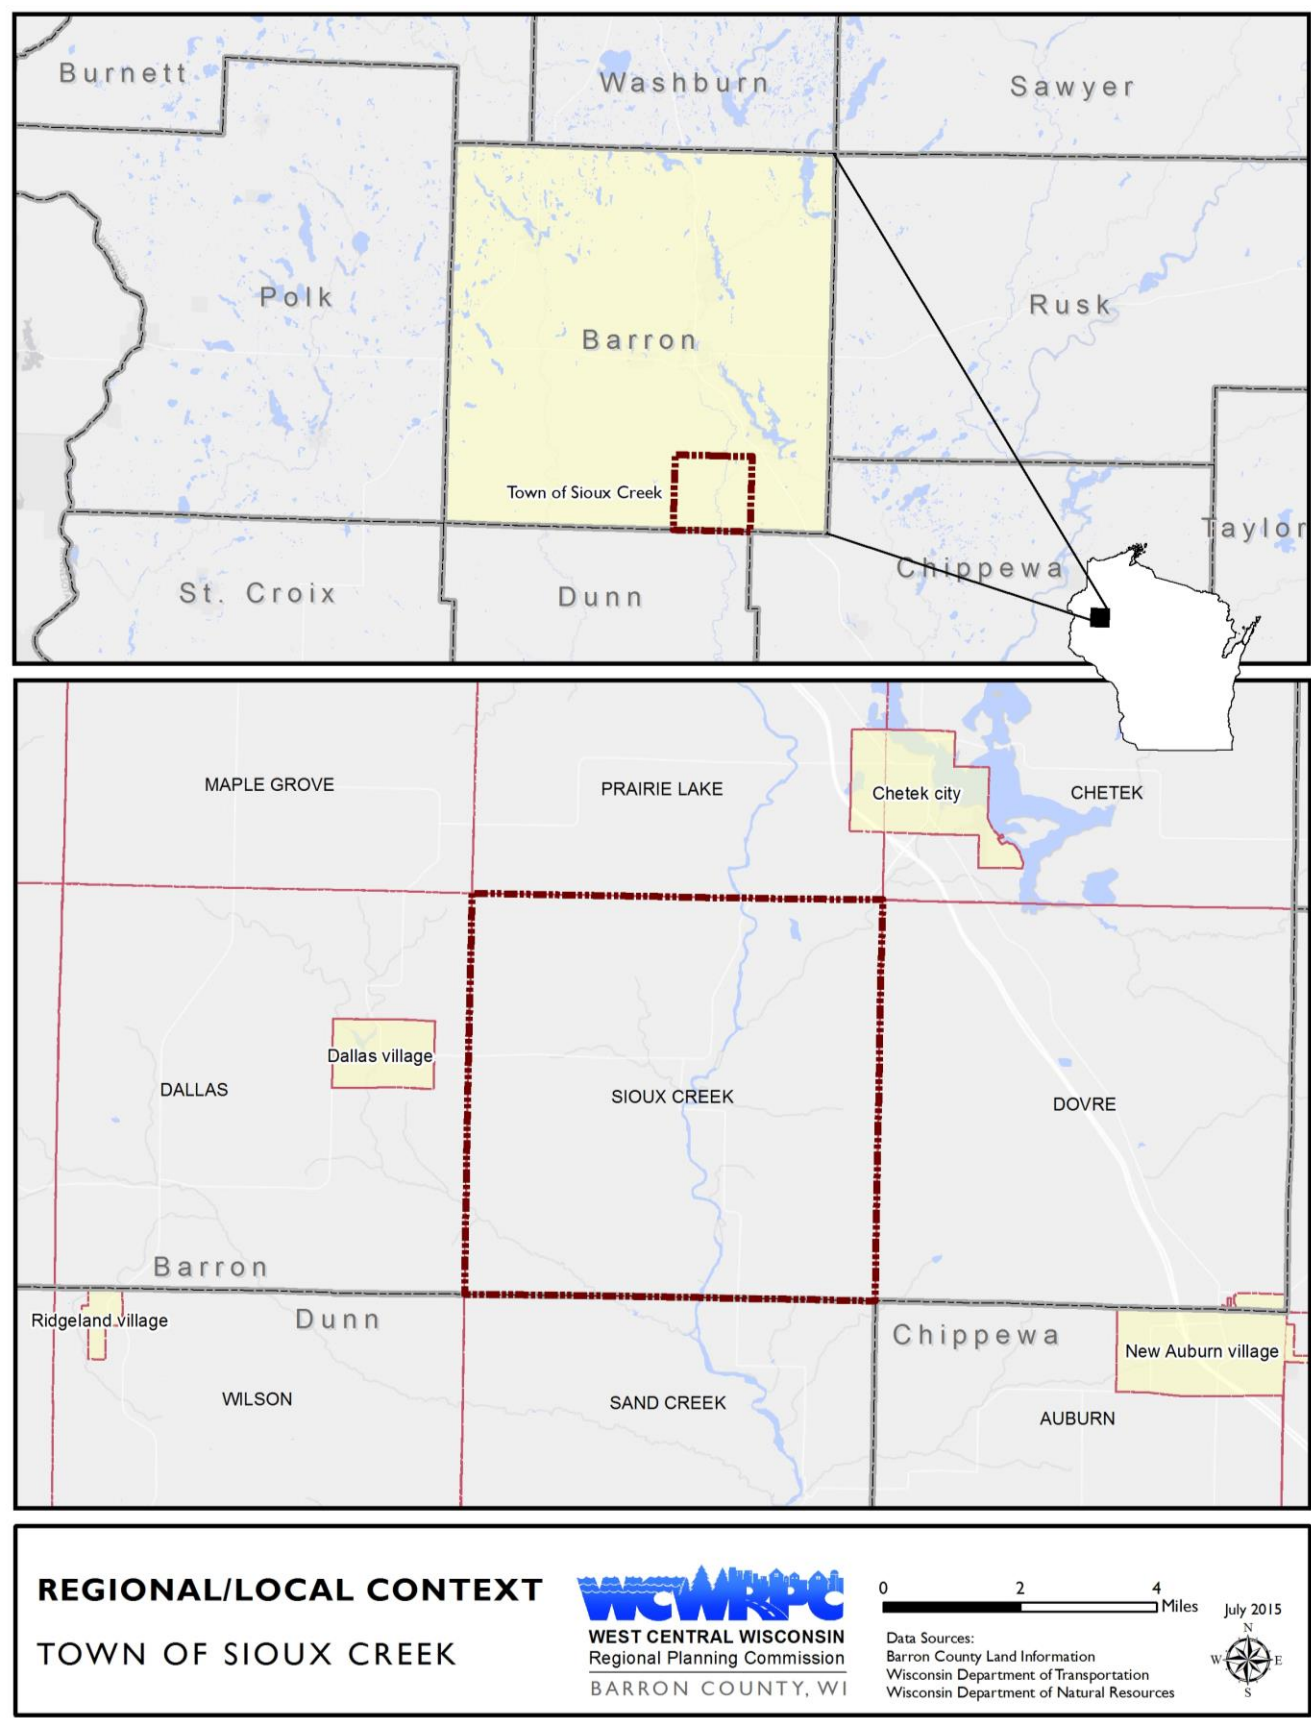 Burnett
Washburn
Sawyer
Polk
Barron
Rusk
Town of Sioux Creek
Taylor
St. Croix
Dunn
Chippewa
MAPLE GROVE
PRAIRIE LAKE
Chetek city
CHETEK
Dallas village
DALLAS
SIOUX CREEK
DOVRE
Barron
Ridgeland village
Dunn
Chippewa
New Auburn village
WILSON
SAND CREEK
AUBURN
REGIONAL/LOCAL CONTEXT
TOWN OF SIOUX CREEK
WCWRPC
WEST CENTRAL WISCONSIN
Regional Planning Commission
BARRON COUNTY, WI
0 2 4
Miles
Data Sources:
Barron County Land Information
Wisconsin Department of Transportation
Wisconsin Department of Natural Resources
July 2015
N
W E
S